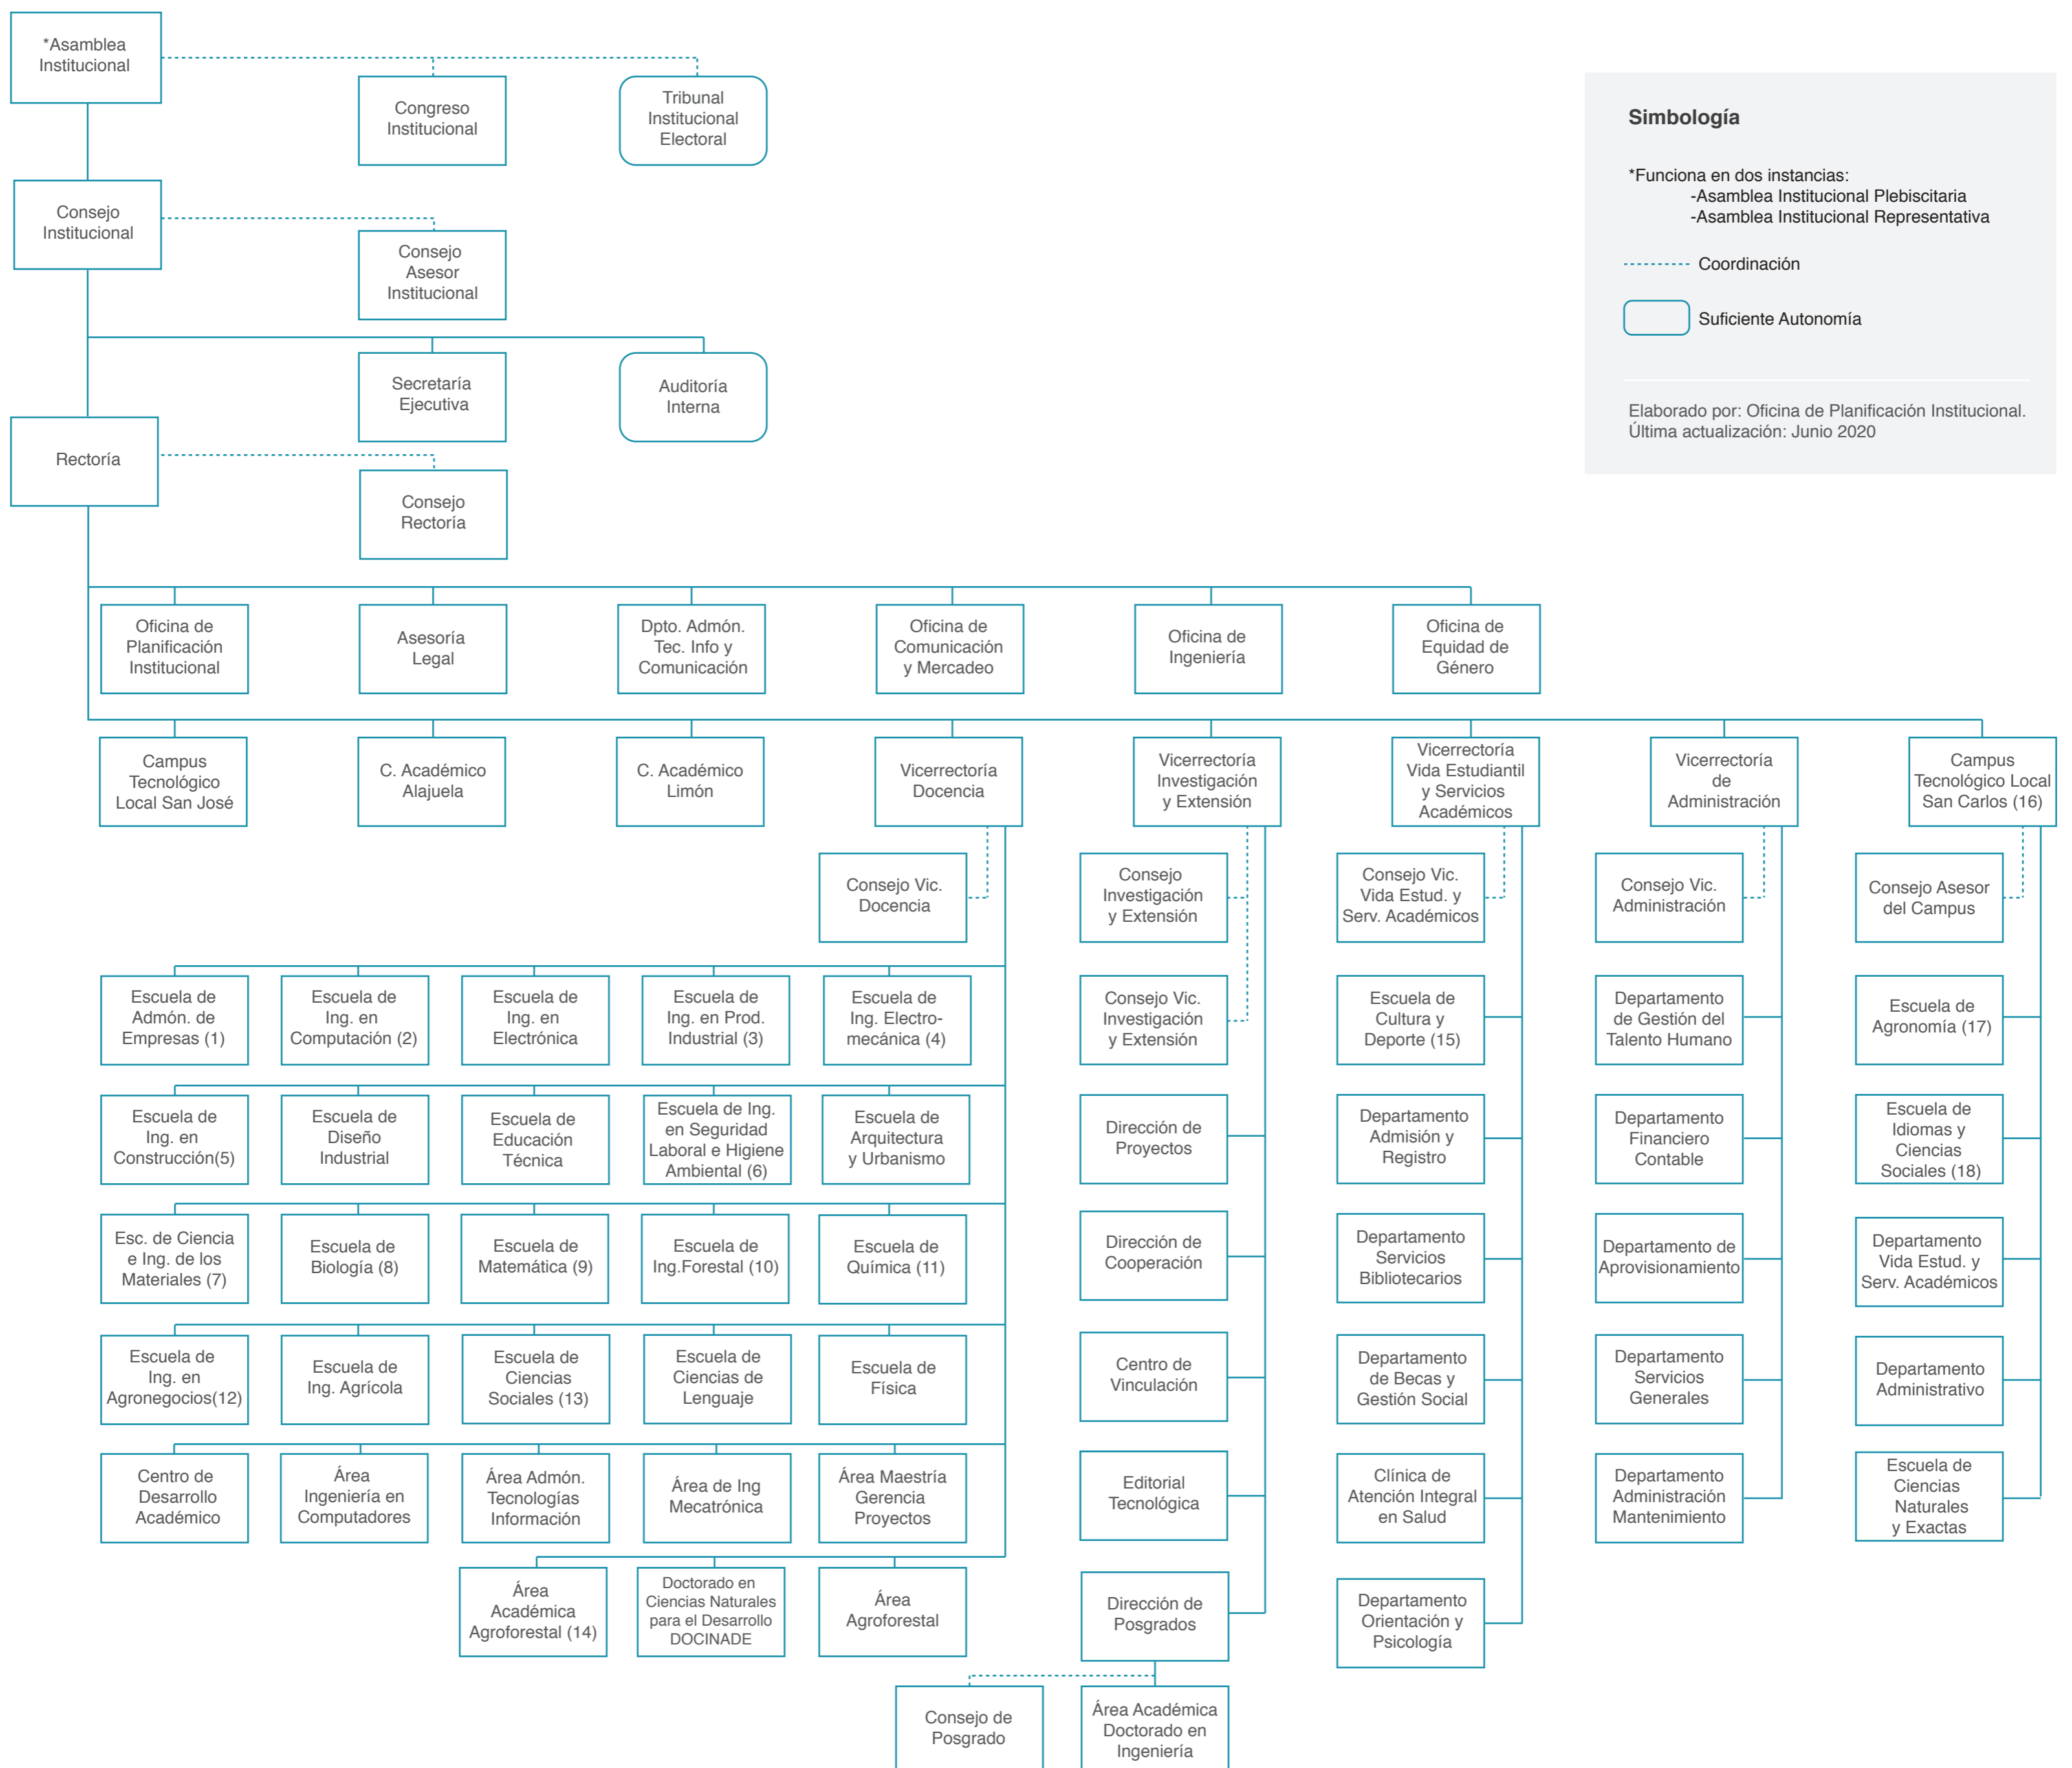 *Asamblea
Institucional
Congreso
Institucional
Tribunal
Institucional
Electoral
Simbología
*Funciona en dos instancias:
-Asamblea Institucional Plebiscitaria
-Asamblea Institucional Representativa
Coordinación
Suficiente Autonomía
Elaborado por: Oficina de Planificación Institucional.
Última actualización: Junio 2020
Consejo
Institucional
Consejo
Asesor
Institucional
Secretaría
Ejecutiva
Auditoría
Interna
Rectoría
Consejo
Rectoría
Oficina de
Planificación
Institucional
Asesoría
Legal
Dpto. Admón.
Tec. Info y
Comunicación
Oficina de
Comunicación
y Mercadeo
Oficina de
Ingeniería
Oficina de
Equidad de
Género
Campus
Tecnológico
Local San José
C. Académico
Alajuela
C. Académico
Limón
Vicerrectoría
Docencia
Vicerrectoría
Investigación
y Extensión
Vicerrectoría
Vida Estudiantil
y Servicios
Académicos
Vicerrectoría
de
Administración
Campus
Tecnológico Local
San Carlos (16)
Consejo Vic.
Docencia
Consejo
Investigación
y Extensión
Consejo Vic.
Vida Estud. y
Serv. Académicos
Consejo Vic.
Administración
Consejo Asesor
del Campus
Escuela de
Admón. de
Empresas (1)
Escuela de
Ing. en
Computación (2)
Escuela de
Ing. en
Electrónica
Escuela de
Ing. en Prod.
Industrial (3)
Escuela de
Ing. Electro-
mecánica (4)
Consejo Vic.
Investigación
y Extensión
Escuela de
Cultura y
Deporte (15)
Departamento
de Gestión del
Talento Humano
Escuela de
Agronomía (17)
Escuela de
Ing. en
Construcción(5)
Escuela de
Diseño
Industrial
Escuela de
Educación
Técnica
Escuela de Ing.
en Seguridad
Laboral e Higiene
Ambiental (6)
Escuela de
Arquitectura
y Urbanismo
Dirección de
Proyectos
Departamento
Admisión y
Registro
Departamento
Financiero
Contable
Escuela de
Idiomas y
Ciencias
Sociales (18)
Esc. de Ciencia
e Ing. de los
Materiales (7)
Escuela de
Biología (8)
Escuela de
Matemática (9)
Escuela de
Ing.Forestal (10)
Escuela de
Química (11)
Dirección de
Cooperación
Departamento
Servicios
Bibliotecarios
Departamento de
Aprovisionamiento
Departamento
Vida Estud. y
Serv. Académicos
Escuela de
Ing. en
Agronegocios(12)
Escuela de
Ing. Agrícola
Escuela de
Ciencias
Sociales (13)
Escuela de
Ciencias de
Lenguaje
Escuela de
Física
Centro de
Vinculación
Departamento
de Becas y
Gestión Social
Departamento
Servicios
Generales
Departamento
Administrativo
Centro de
Desarrollo
Académico
Área
Ingeniería en
Computadores
Área Admón.
Tecnologías
Información
Área de Ing
Mecatrónica
Área Maestría
Gerencia
Proyectos
Editorial
Tecnológica
Clínica de
Atención Integral
en Salud
Departamento
Administración
Mantenimiento
Escuela de
Ciencias
Naturales
y Exactas
Área
Académica
Agroforestal (14)
Doctorado en
Ciencias Naturales
para el Desarrollo
DOCINADE
Área
Agroforestal
Dirección de
Posgrados
Departamento
Orientación y
Psicología
Consejo de
Posgrado
Área Académica
Doctorado en
Ingeniería